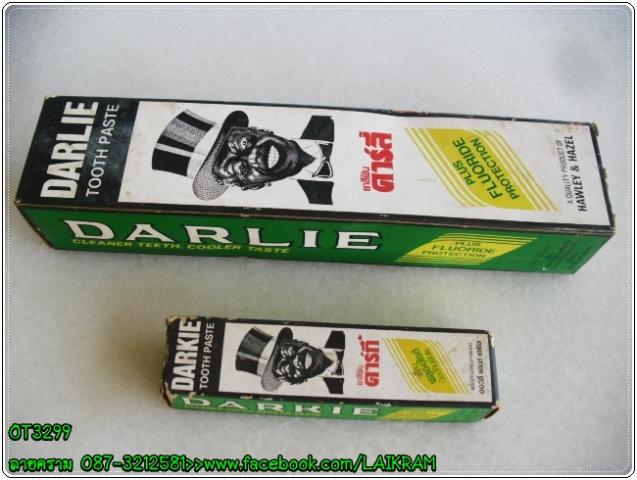 DARLIE
TOOTH PASTE
ยาสีฟัน
ดาร์ลี่
PLUS
FLUORIDE
PROTECTION
A QUALITY PRODUCT OF
HAWLEY & HAZEL
DARLIE
CLEANER TEETH, COOLER TASTE
PLUS
FLUORIDE
PROTECTION
DARKIE
TOOTH PASTE
ยาสีฟัน
ดาร์กี้
DARKIE
OT3299
ลายคราม 087-3212581>>www.facebook.com/LAIKRAM